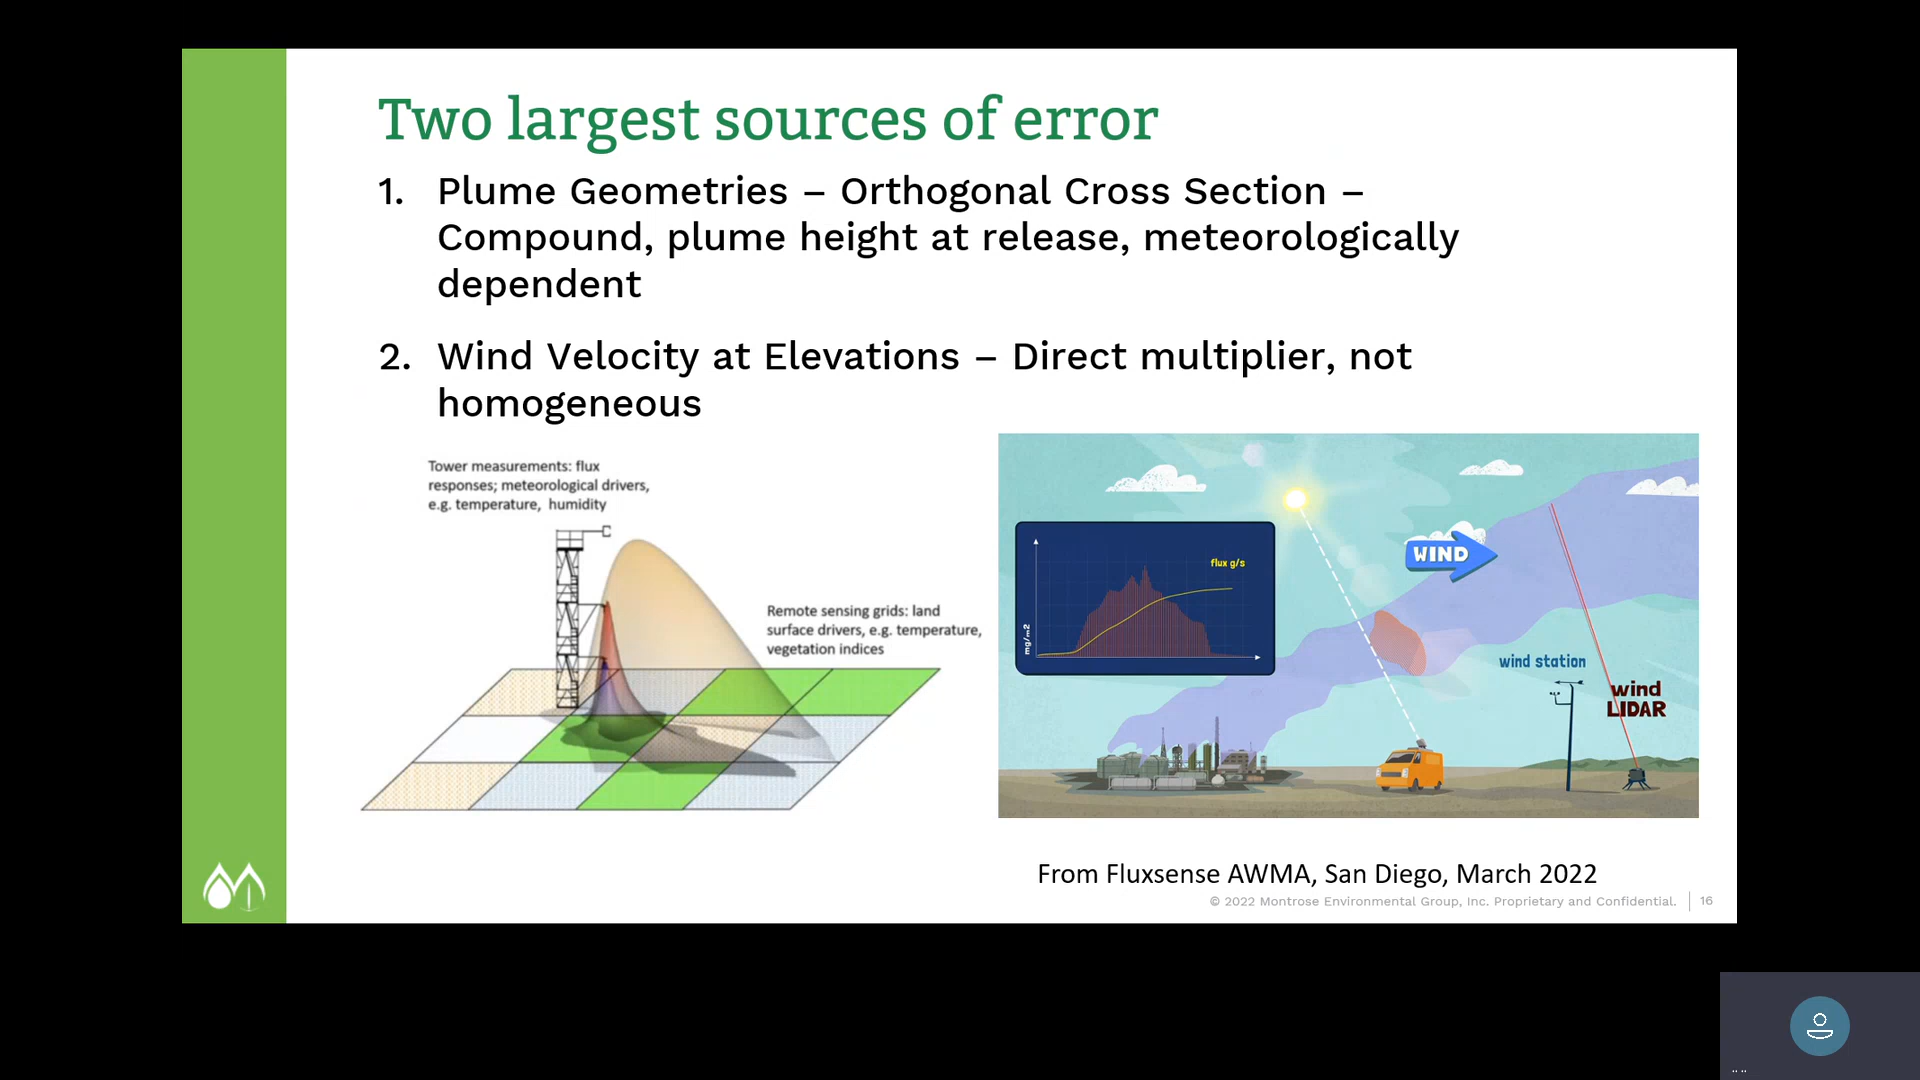 Two largest sources of error
1. Plume Geometries – Orthogonal Cross Section –
Compound, plume height at release, meteorologically
dependent
2. Wind Velocity at Elevations – Direct multiplier, not
homogeneous
Tower measurements: flux
responses; meteorological drivers,
e.g. temperature, humidity
Remote sensing grids: land
surface drivers, e.g. temperature,
vegetation indices
flux g/s
mg/m2
WIND
wind station
wind
LIDAR
From Fluxsense AWMA, San Diego, March 2022
© 2022 Montrose Environmental Group, Inc. Proprietary and Confidential.
16